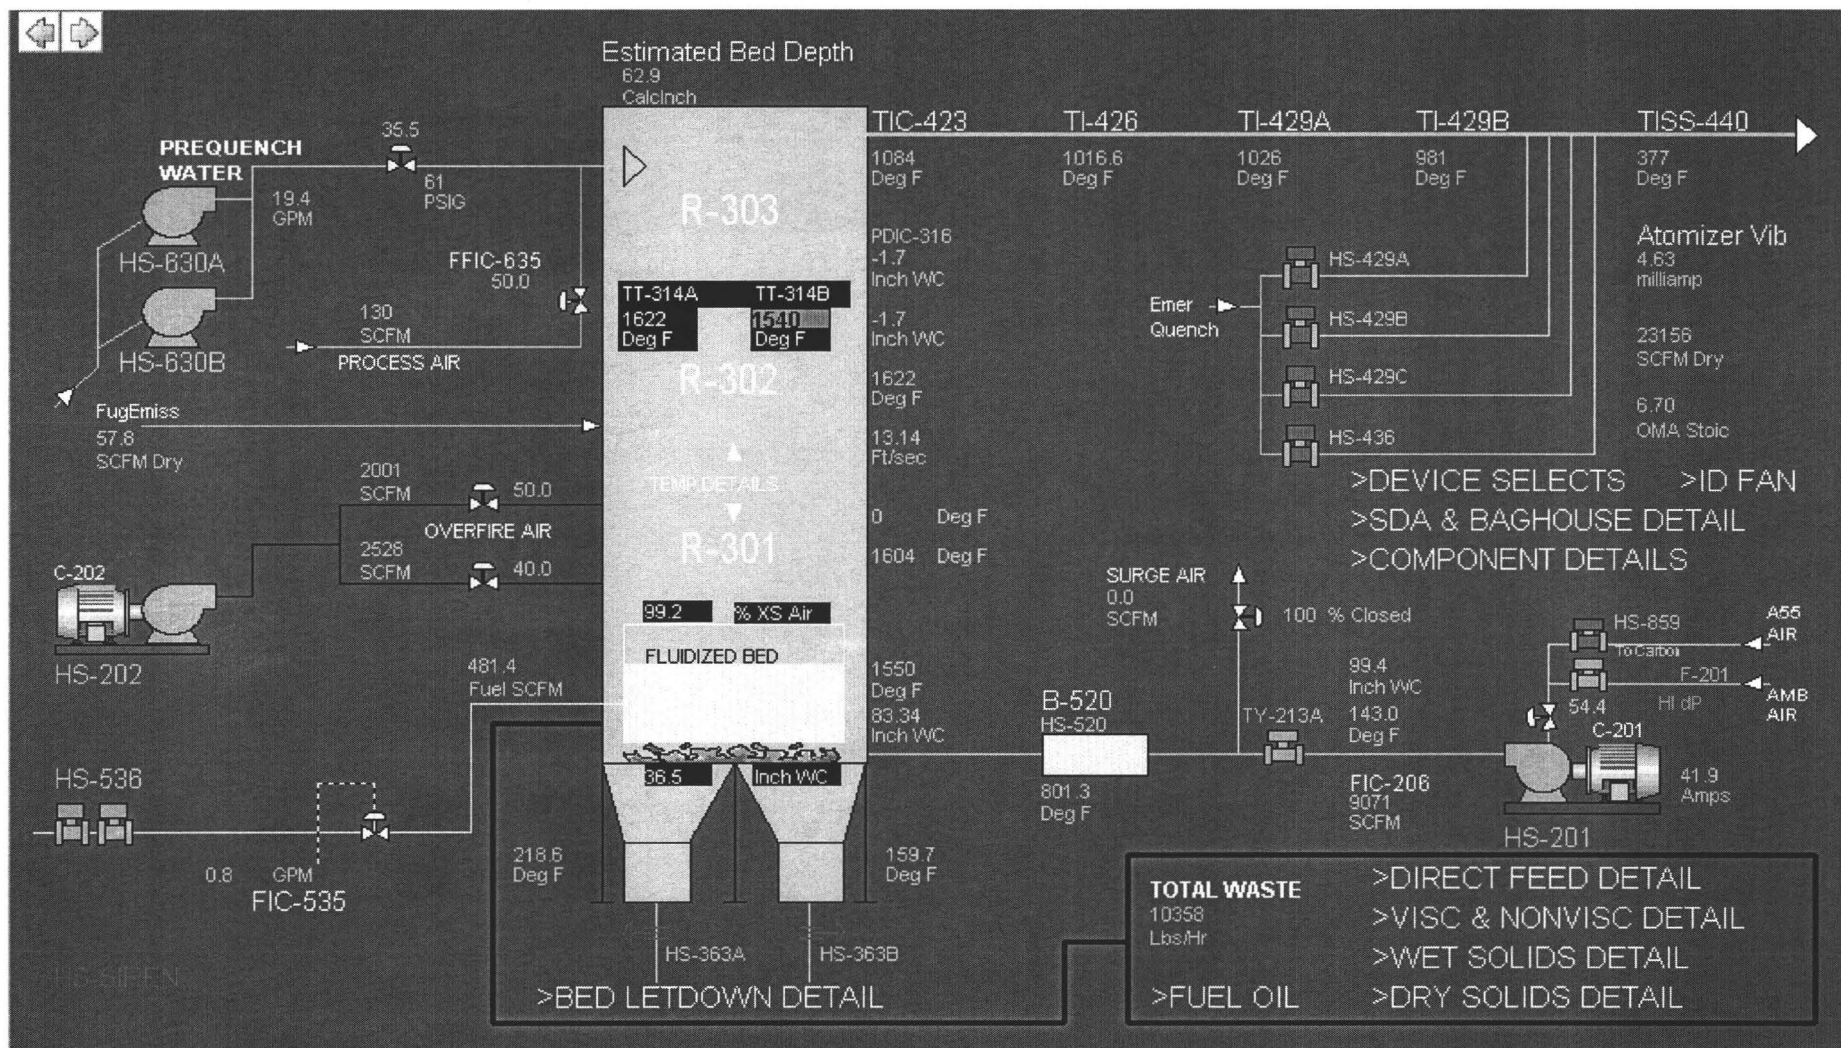 Estimated Bed Depth
62.9
CalcInch
PREQUENCH
WATER
35.5
61
PSIG
19.4
GPM
HS-630A
HS-630B
FFIC-635
50.0
130
SCFM
PROCESS AIR
FugEmiss
57.8
SCFM Dry
2001
SCFM
50.0
OVERFIRE AIR
2528
SCFM
40.0
C-202
HS-202
481.4
Fuel SCFM
HS-536
0.8 GPM
FIC-535
218.6
Deg F
HS-SIREN
R-303
TT-314A TT-314B
1622 1540
Deg F Deg F
R-302
TEMP DETAILS
R-301
99.2 % XS Air
FLUIDIZED BED
36.5 Inch WC
159.7
Deg F
HS-363A HS-363B
>BED LETDOWN DETAIL
TIC-423 TI-426 TI-429A TI-429B TISS-440
1084 1016.6 1026 981 377
Deg F Deg F Deg F Deg F Deg F
PDIC-316
-1.7
Inch WC
-1.7
Inch WC
1622
Deg F
13.14
Ft/sec
0 Deg F
1604 Deg F
1550
Deg F
83.34
Inch WC
Emer
Quench
HS-429A
HS-429B
HS-429C
HS-436
Atomizer Vib
4.63
milliamp
23156
SCFM Dry
6.70
OMA Stoic
>DEVICE SELECTS >ID FAN
>SDA & BAGHOUSE DETAIL
>COMPONENT DETAILS
SURGE AIR
0.0
SCFM
100 % Closed
B-520
HS-520
801.3
Deg F
TY-213A
99.4
Inch WC
143.0
Deg F
FIC-206
9071
SCFM
HS-859
To Carbon
A55
AIR
F-201
HI dP
AMB
AIR
54.4
C-201
41.9
Amps
HS-201
TOTAL WASTE
10358
Lbs/Hr
>FUEL OIL
>DIRECT FEED DETAIL
>VISC & NONVISC DETAIL
>WET SOLIDS DETAIL
>DRY SOLIDS DETAIL